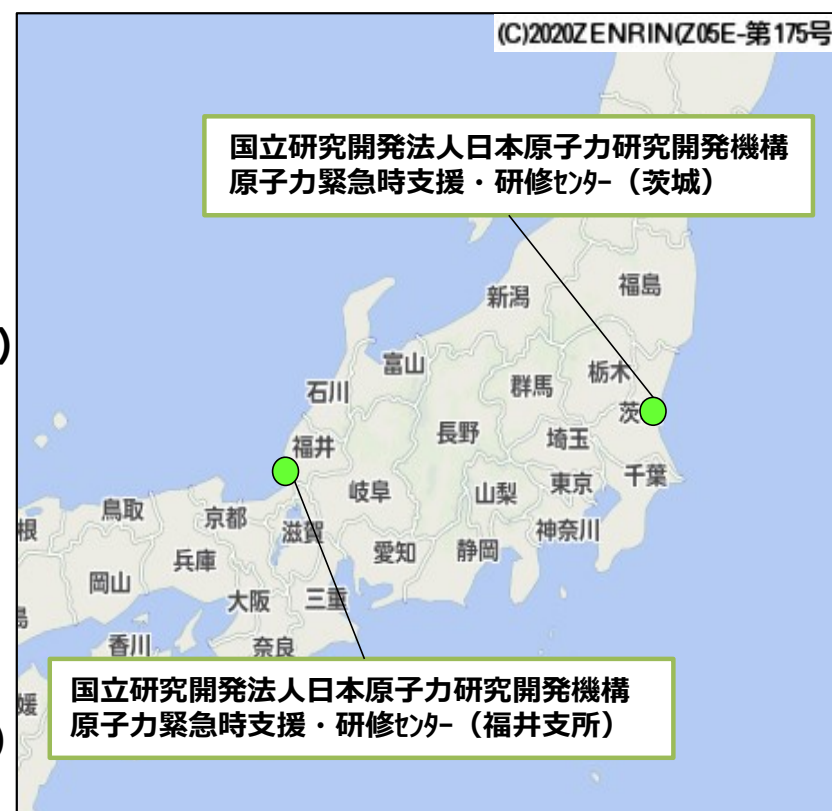 (C)2020ZENRIN(Z05E-第175号
国立研究開発法人日本原子力研究開発機構
原子力緊急時支援・研修ｾﾝﾀｰ（茨城）
福島
新潟
)
富山
栃木
群馬
石川
茨
長野
福井
埼玉
千葉
岐阜
山梨
東京
鳥取
京都
根
滋賀
神奈川
愛知
静岡
兵庫
岡山
大阪
三重
島
香川
奈良
国立研究開発法人日本原子力研究開発機構
原子力緊急時支援・研修ｾﾝﾀｰ（福井支所）
媛
)